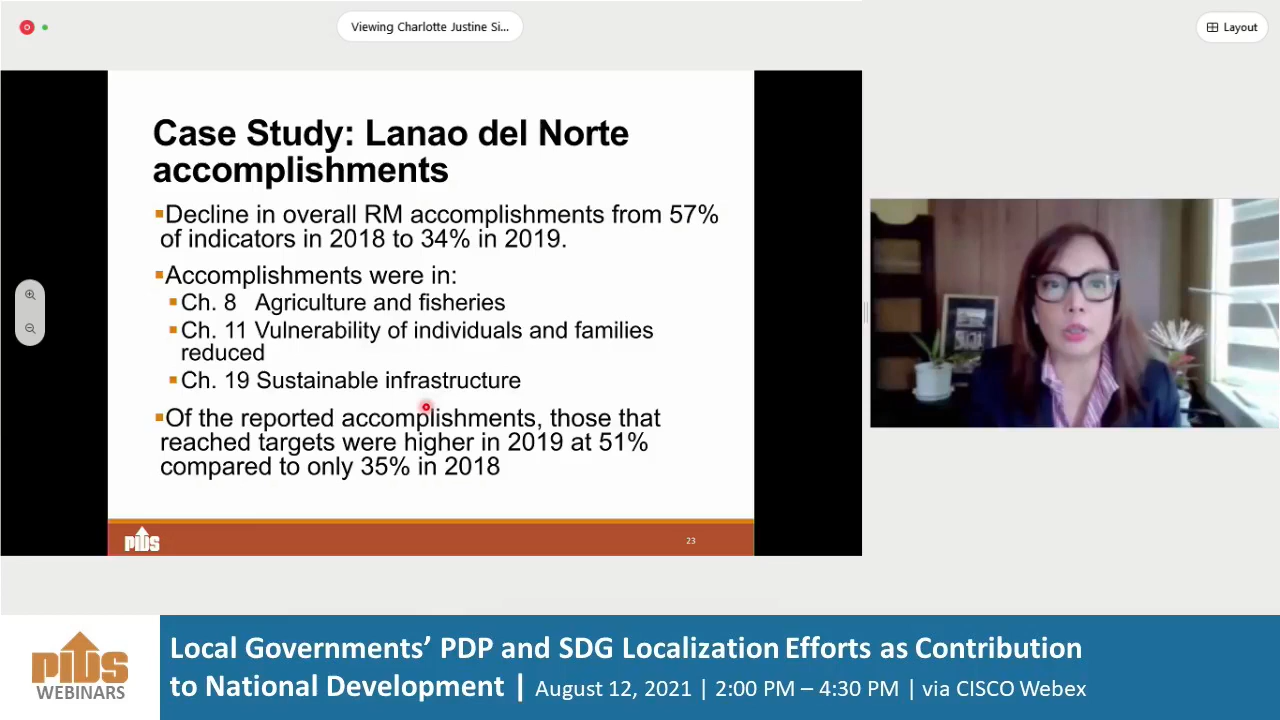 Viewing Charlotte Justine Si...
Layout
Case Study: Lanao del Norte
accomplishments
▪Decline in overall RM accomplishments from 57%
of indicators in 2018 to 34% in 2019.
▪Accomplishments were in:
▪Ch. 8 Agriculture and fisheries
▪Ch. 11 Vulnerability of individuals and families
reduced
▪Ch. 19 Sustainable infrastructure
▪Of the reported accomplishments, those that
reached targets were higher in 2019 at 51%
compared to only 35% in 2018
PIDS
23
PIDS
WEBINARS
Local Governments’ PDP and SDG Localization Efforts as Contribution
to National Development | August 12, 2021 | 2:00 PM – 4:30 PM | via CISCO Webex